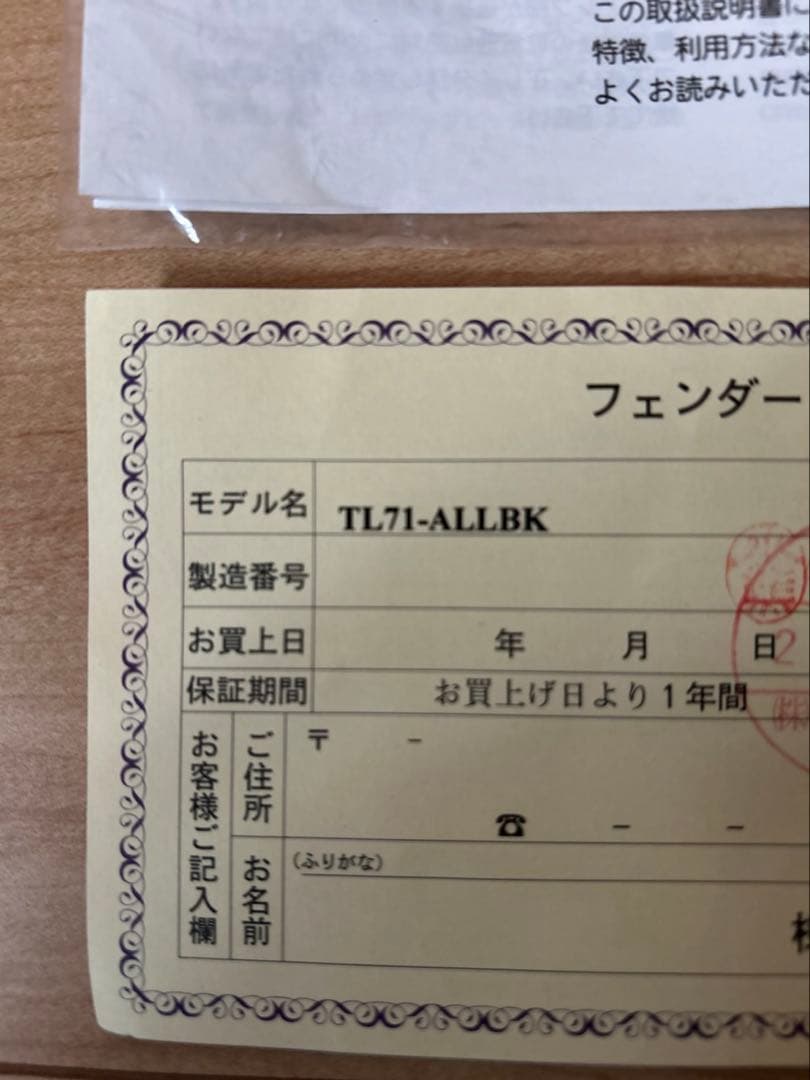 この取扱説明書に
特徴、利用方法な
よくお読みいただ
フェンダー
モデル名 TL71-ALLBK
製造番号
お買上日 年 月 日
保証期間 お買上げ日より1年間
お客様ご記入欄
ご住所 〒 -
☎ - -
お名前 (ふりがな)
様
2
㈱